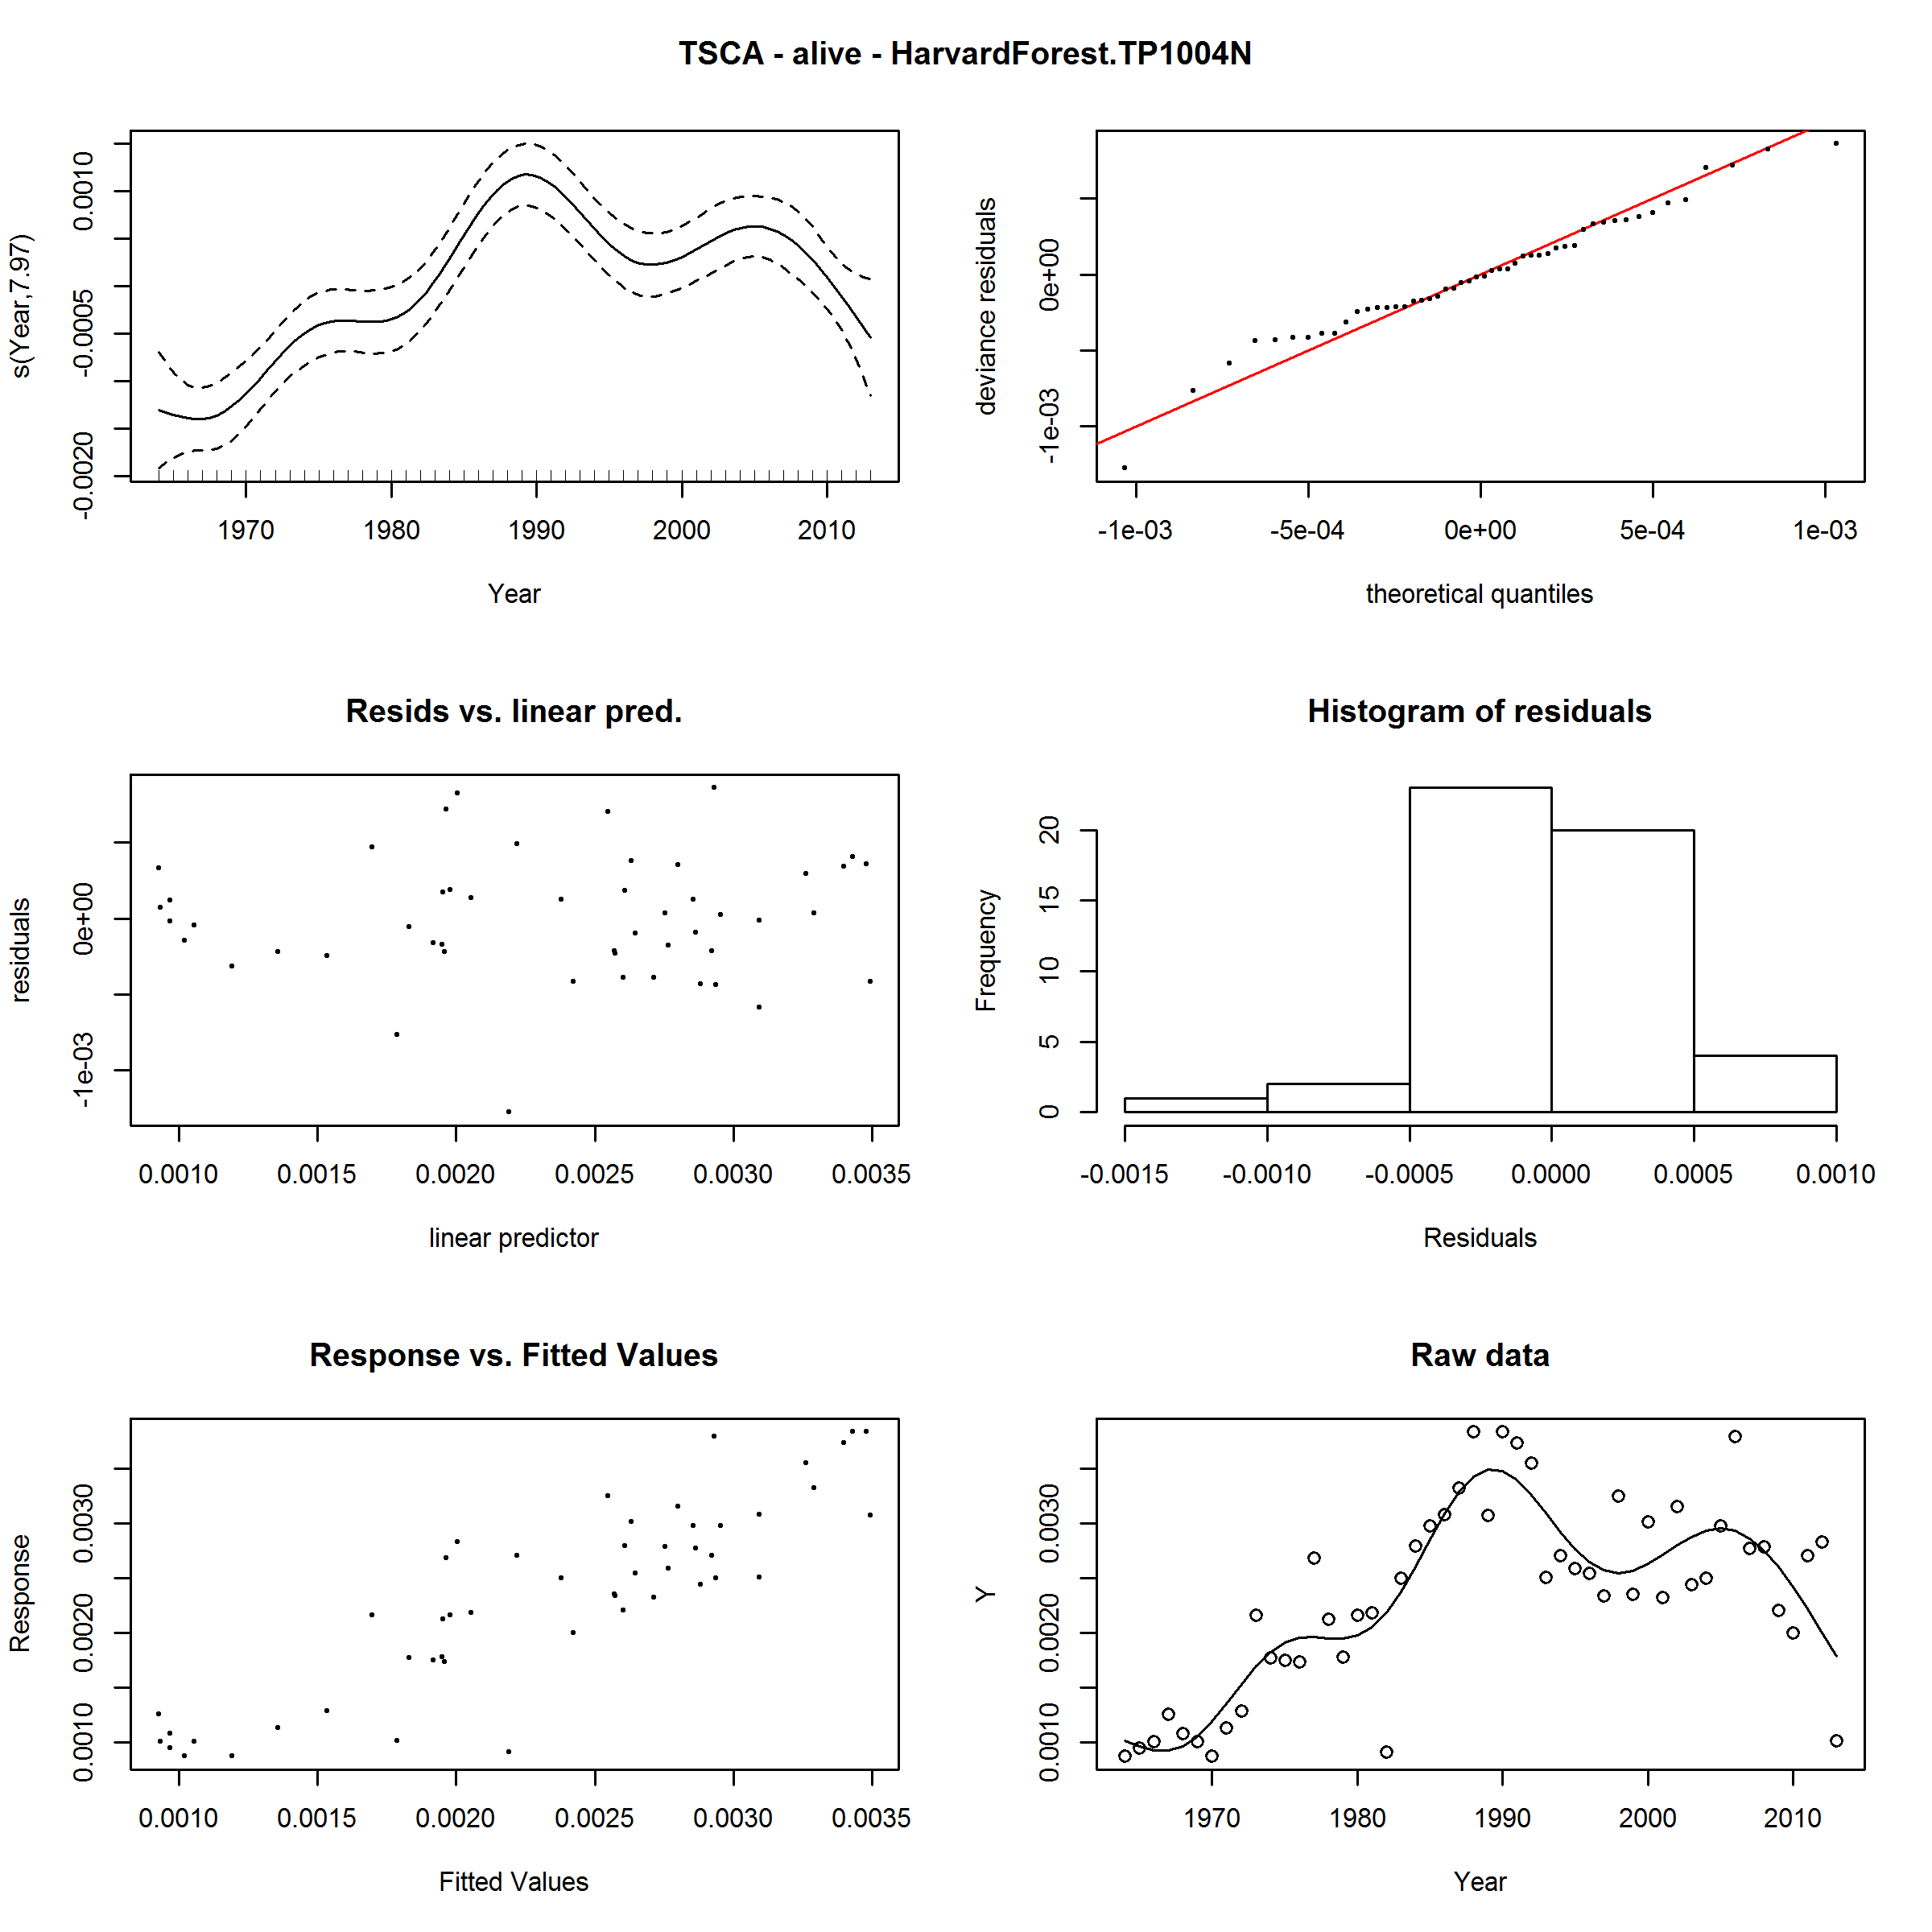 TSCA - alive - HarvardForest.TP1004N
s(Year,7.97)
-0.0020 -0.0005 0.0010
1970 1980 1990 2000 2010
Year
deviance residuals
-1e-03 0e+00
-1e-03 -5e-04 0e+00 5e-04 1e-03
theoretical quantiles
Resids vs. linear pred.
residuals
-1e-03 0e+00
0.0010 0.0015 0.0020 0.0025 0.0030 0.0035
linear predictor
Histogram of residuals
Frequency
0 5 10 15 20
-0.0015 -0.0010 -0.0005 0.0000 0.0005 0.0010
Residuals
Response vs. Fitted Values
Response
0.0010 0.0020 0.0030
0.0010 0.0015 0.0020 0.0025 0.0030 0.0035
Fitted Values
Raw data
Y
0.0010 0.0020 0.0030
1970 1980 1990 2000 2010
Year